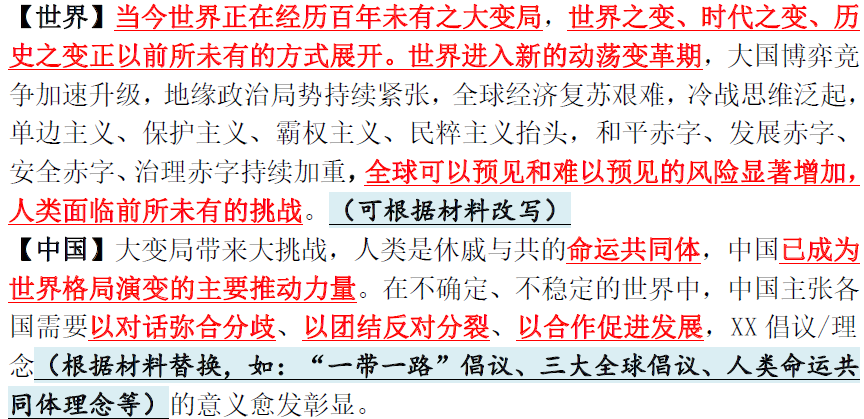 【世界】当今世界正在经历百年未有之大变局，世界之变、时代之变、历
史之变正以前所未有的方式展开。世界进入新的动荡变革期，大国博弈竞
争加速升级，地缘政治局势持续紧张，全球经济复苏艰难，冷战思维泛起，
单边主义、保护主义、霸权主义、民粹主义抬头，和平赤字、发展赤字、
安全赤字、治理赤字持续加重，全球可以预见和难以预见的风险显著增加，
人类面临前所未有的挑战。（可根据材料改写）
【中国】大变局带来大挑战，人类是休戚与共的命运共同体，中国已成为
世界格局演变的主要推动力量。在不确定、不稳定的世界中，中国主张各
国需要以对话弥合分歧、以团结反对分裂、以合作促进发展，XX 倡议/理
念（根据材料替换，如：“一带一路”倡议、三大全球倡议、人类命运共
同体理念等）的意义愈发彰显。